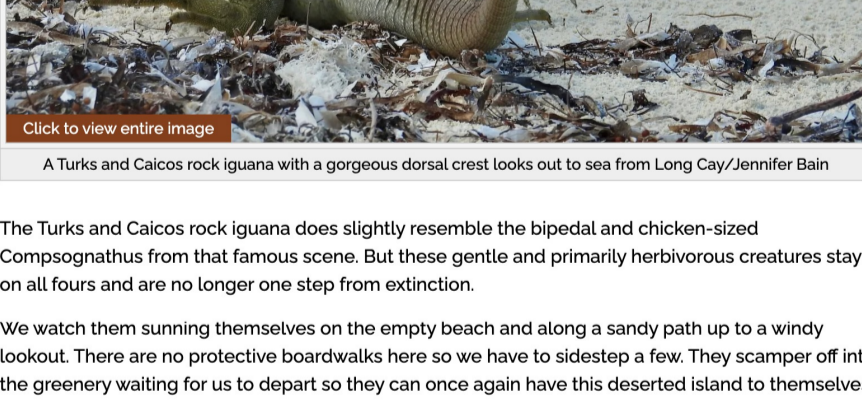 Click to view entire image
A Turks and Caicos rock iguana with a gorgeous dorsal crest looks out to sea from Long Cay/Jennifer Bain
The Turks and Caicos rock iguana does slightly resemble the bipedal and chicken-sized
Compsognathus from that famous scene. But these gentle and primarily herbivorous creatures stay
on all fours and are no longer one step from extinction.
We watch them sunning themselves on the empty beach and along a sandy path up to a windy
lookout. There are no protective boardwalks here so we have to sidestep a few. They scamper off int
the greenery waiting for us to depart so they can once again have this deserted island to themselve